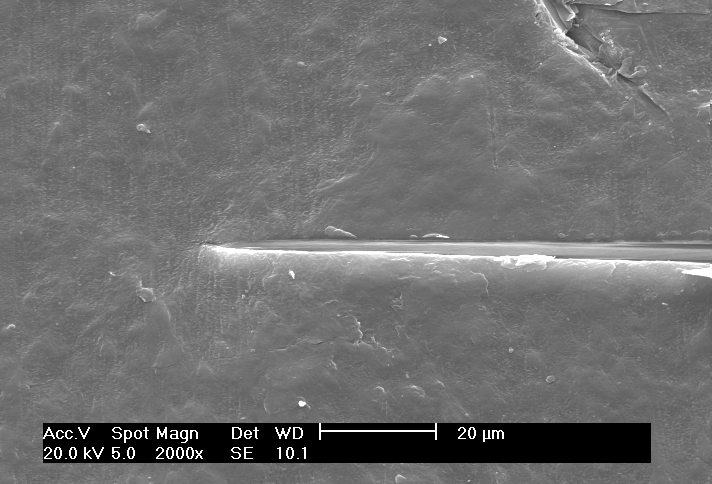 Acc.V Spot Magn Det WD 20 µm
20.0 kV 5.0 2000x SE 10.1